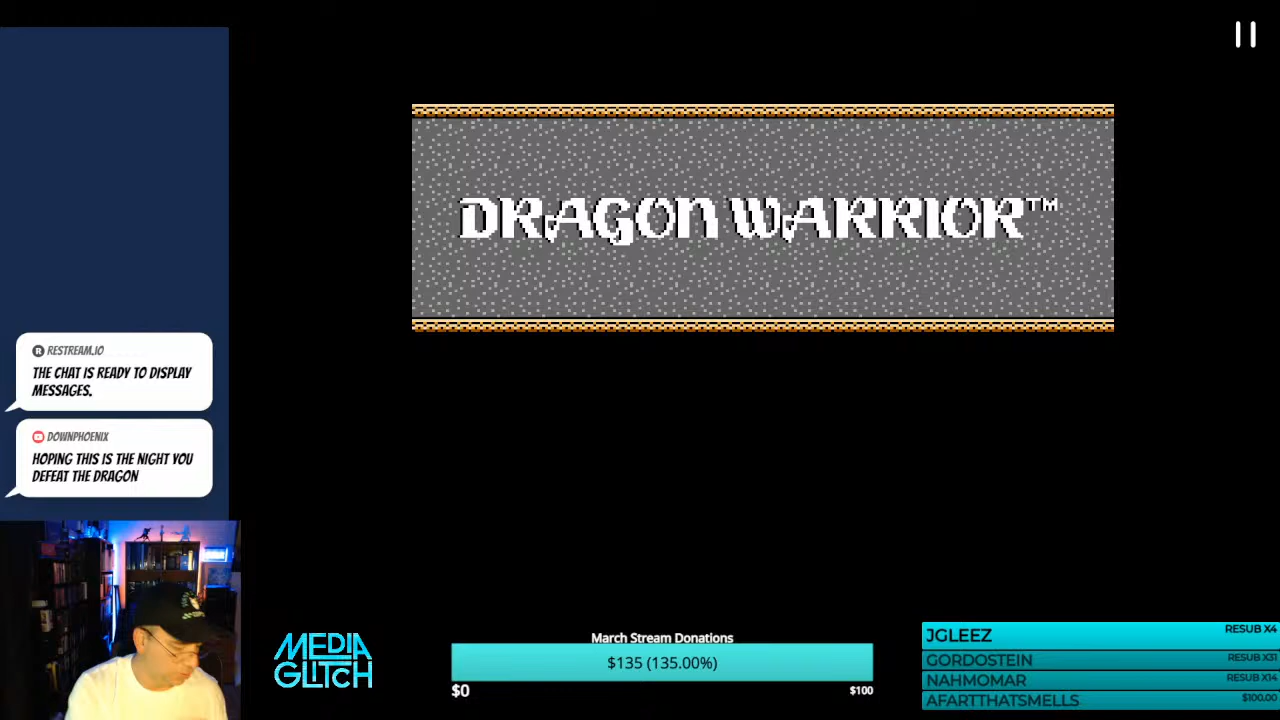 DRAGON WARRIOR™
RESTREAM.IO
THE CHAT IS READY TO DISPLAY
MESSAGES.
DOWNPHOENIX
HOPING THIS IS THE NIGHT YOU
DEFEAT THE DRAGON
MEDIA
GLITCH
March Stream Donations
$135 (135.00%)
$0 $100
JGLEEZ RESUB X4
GORDOSTEIN RESUB X31
NAHMOMAR RESUB X14
AFARTTHATSMELLS $100.00